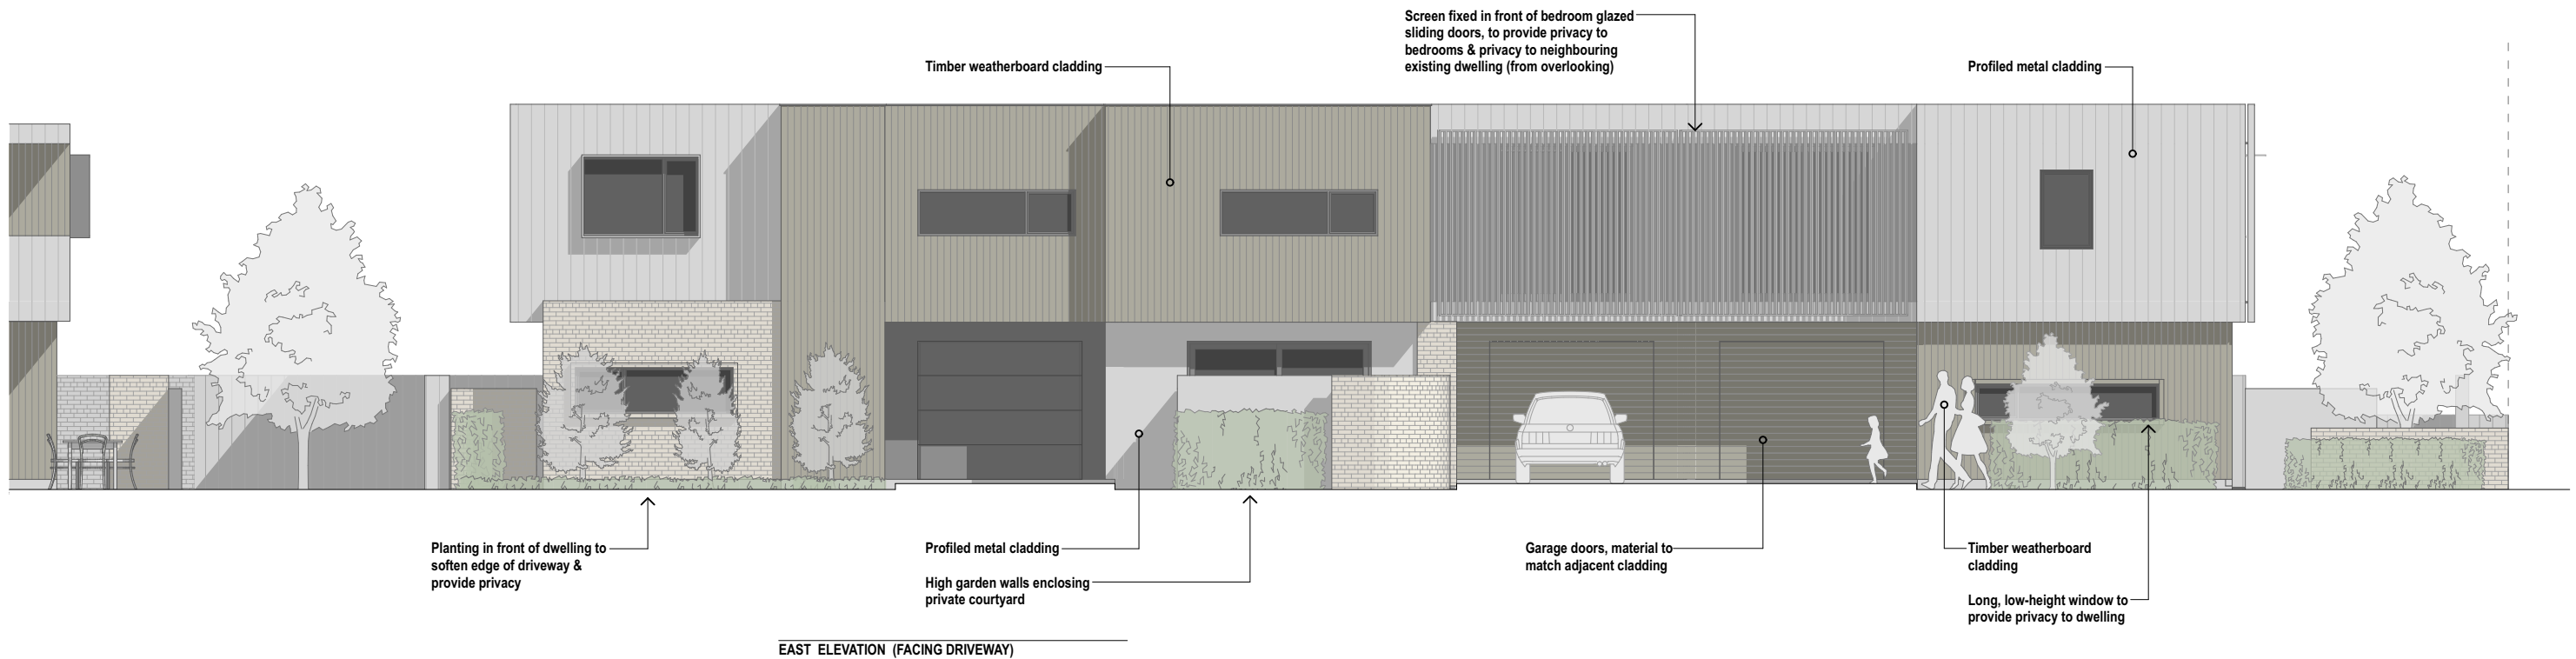 Screen fixed in front of bedroom glazed
sliding doors, to provide privacy to
bedrooms & privacy to neighbouring
existing dwelling (from overlooking)
Timber weatherboard cladding
Profiled metal cladding
Planting in front of dwelling to
soften edge of driveway &
provide privacy
Profiled metal cladding
High garden walls enclosing
private courtyard
Garage doors, material to
match adjacent cladding
Timber weatherboard
cladding
Long, low-height window to
provide privacy to dwelling
EAST ELEVATION (FACING DRIVEWAY)